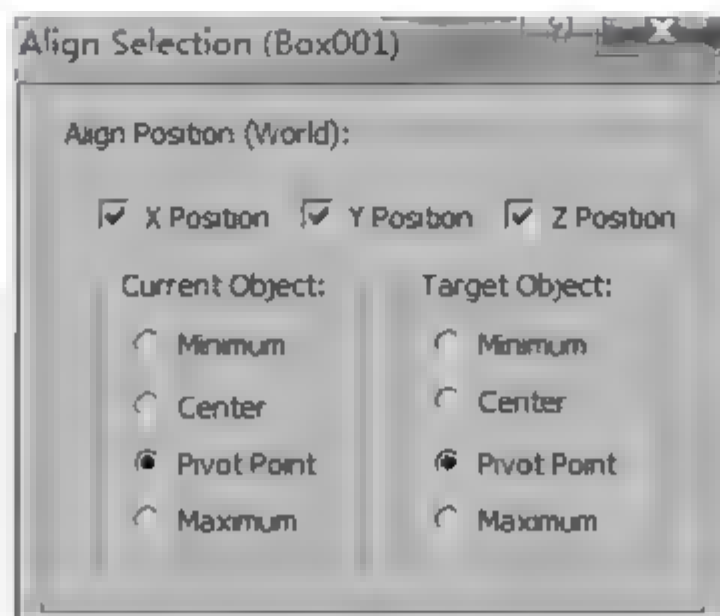 Align Selection (Box001)
Align Position (World):
X Position Y Position Z Position
Current Object: Target Object:
Minimum Minimum
Center Center
Pivot Point Pivot Point
Maximum Maximum